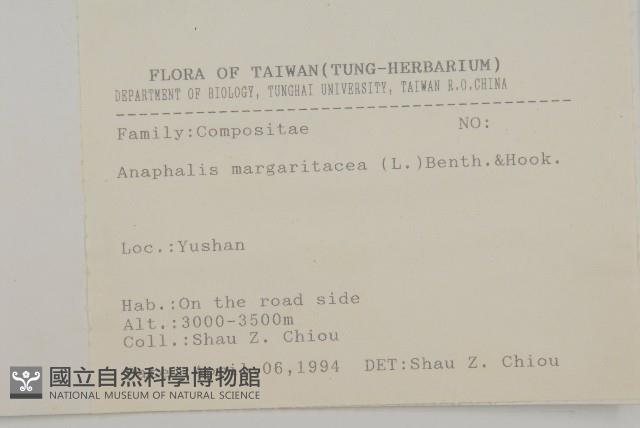 FLORA OF TAIWAN(TUNG-HERBARIUM)
DEPARTMENT OF BIOLOGY, TUNGHAI UNIVERSITY, TAIWAN R.O.CHINA
Family:Compositae NO:
Anaphalis margaritacea (L.)Benth.&Hook.
Loc.:Yushan
Hab.:On the road side
Alt.:3000-3500m
Coll.:Shau Z. Chiou
06,1994 DET:Shau Z. Chiou
國立自然科學博物館
NATIONAL MUSEUM OF NATURAL SCIENCE